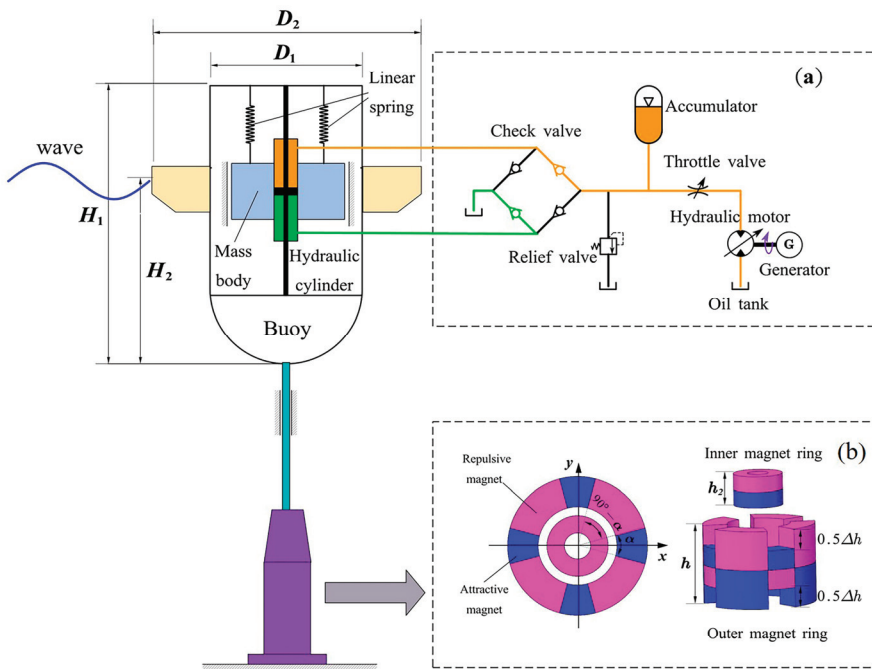 D₂
D₁
Linear
spring
wave
H₁
H₂
Mass
body
Hydraulic
cylinder
Buoy
(a)
Accumulator
Check valve
Throttle valve
Hydraulic motor
G
Relief valve
Generator
Oil tank
(b)
Repulsive
magnet
y
90°−α
α
x
Attractive
magnet
Inner magnet ring
h₂
h
0.5Δh
0.5Δh
Outer magnet ring